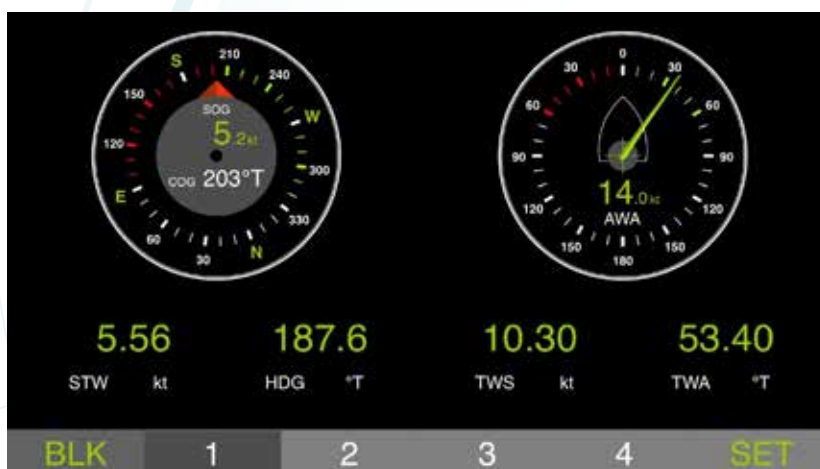 S 210 240 W 300 330 N 30 60 E 120 150
SOG
5.2kt
COG 203°T
0 30 60 90 120 150 180 150 120 90 60 30
14.0kt
AWA
5.56 187.6 10.30 53.40
STW kt HDG °T TWS kt TWA °T
BLK 1 2 3 4 SET